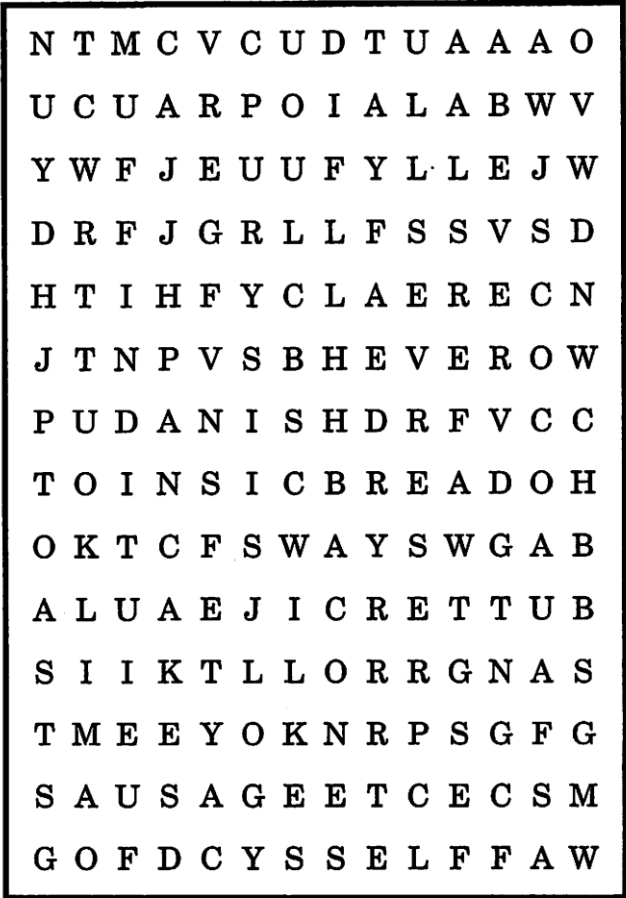 N T M C V C U D T U A A A O
U C U A R P O I A L A B W V
Y W F J E U U F Y L L E J W
D R F J G R L L F S S V S D
H T I H F Y C L A E R E C N
J T N P V S B H E V E R O W
P U D A N I S H D R F V C C
T O I N S I C B R E A D O H
O K T C F S W A Y S W G A B
A L U A E J I C R E T T U B
S I I K T L L O R R G N A S
T M E E Y O K N R P S G F G
S A U S A G E E T C E C S M
G O F D C Y S S E L F F A W